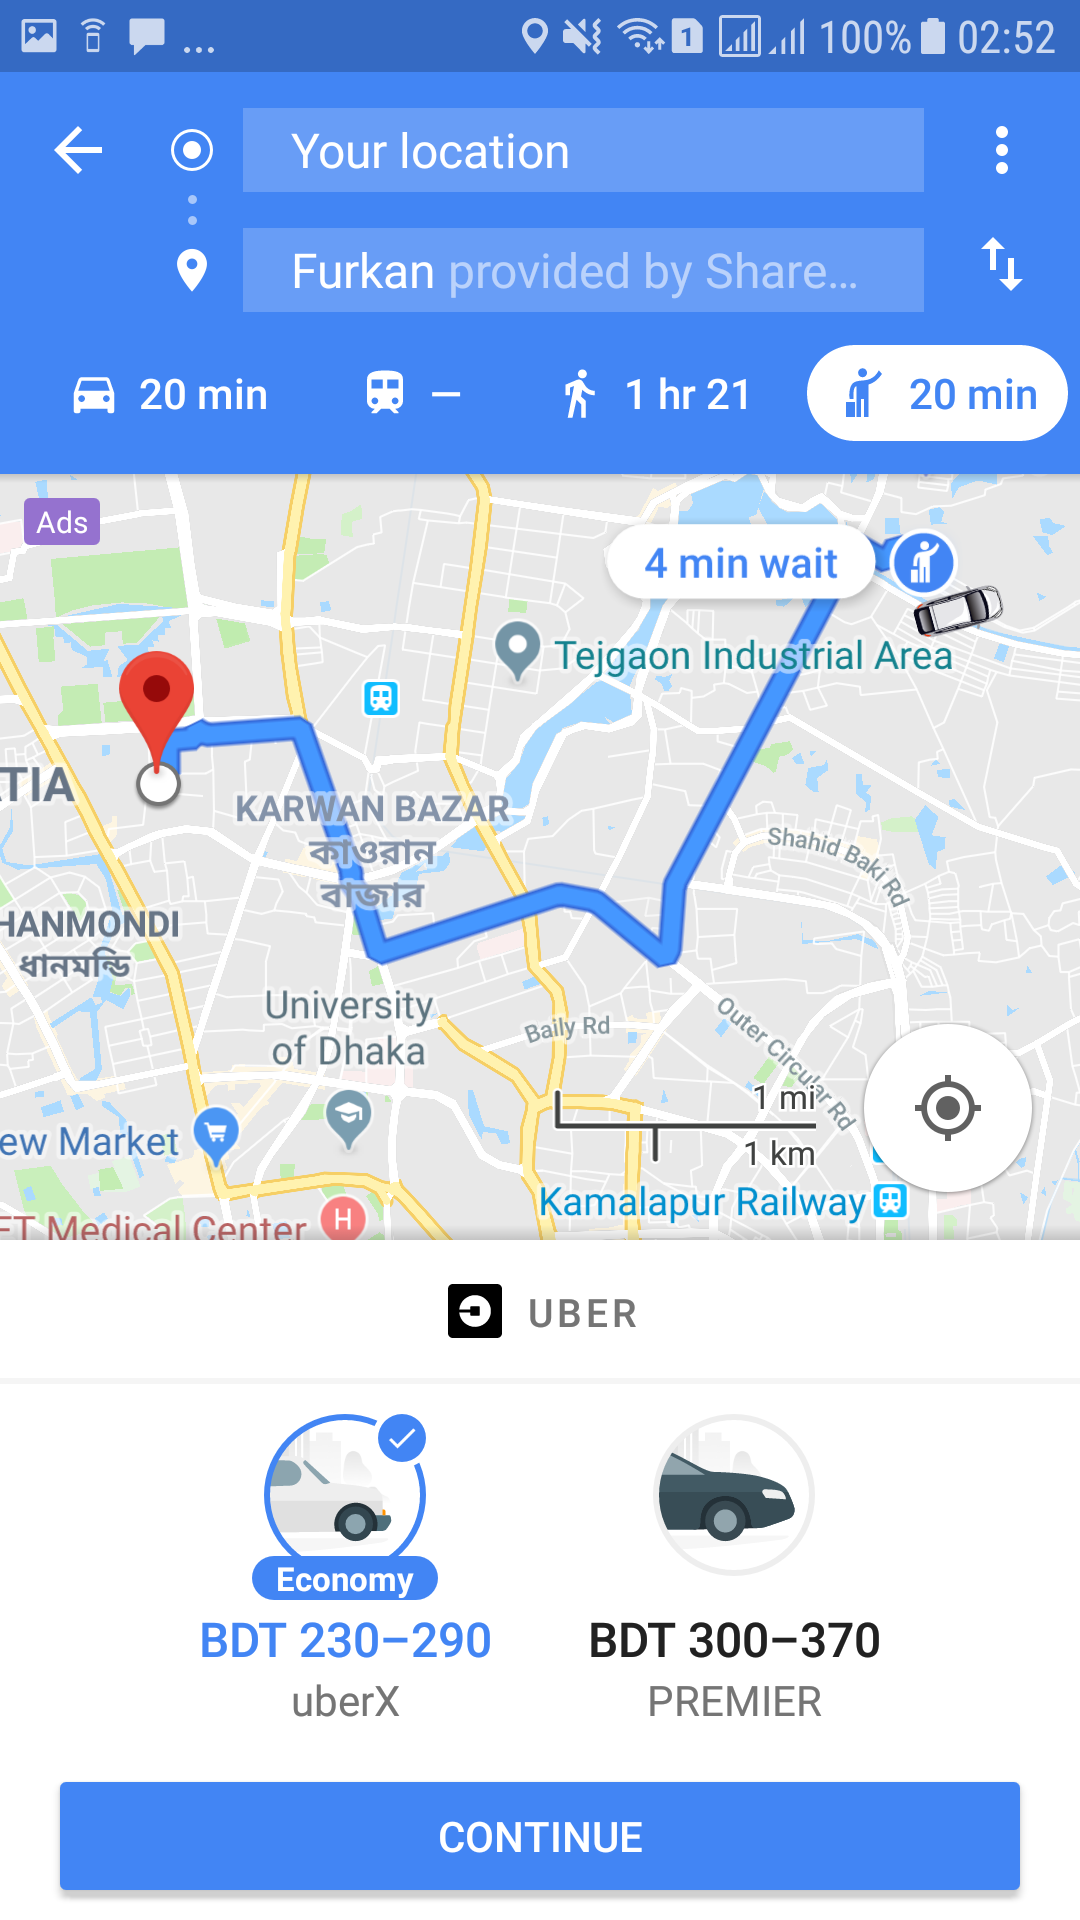 1 100% 02:52
Your location
Furkan provided by Share...
20 min
—
1 hr 21
20 min
Ads
4 min wait
Tejgaon Industrial Area
TIA
KARWAN BAZAR
কাওরান
বাজার
Shahid Baki Rd
HANMONDI
ধানমন্ডি
University
of Dhaka
Baily Rd
Outer Circular Rd
1 mi
1 km
ew Market
Kamalapur Railway
FT Medical Center
H
UBER
Economy
BDT 230–290
BDT 300–370
uberX
PREMIER
CONTINUE